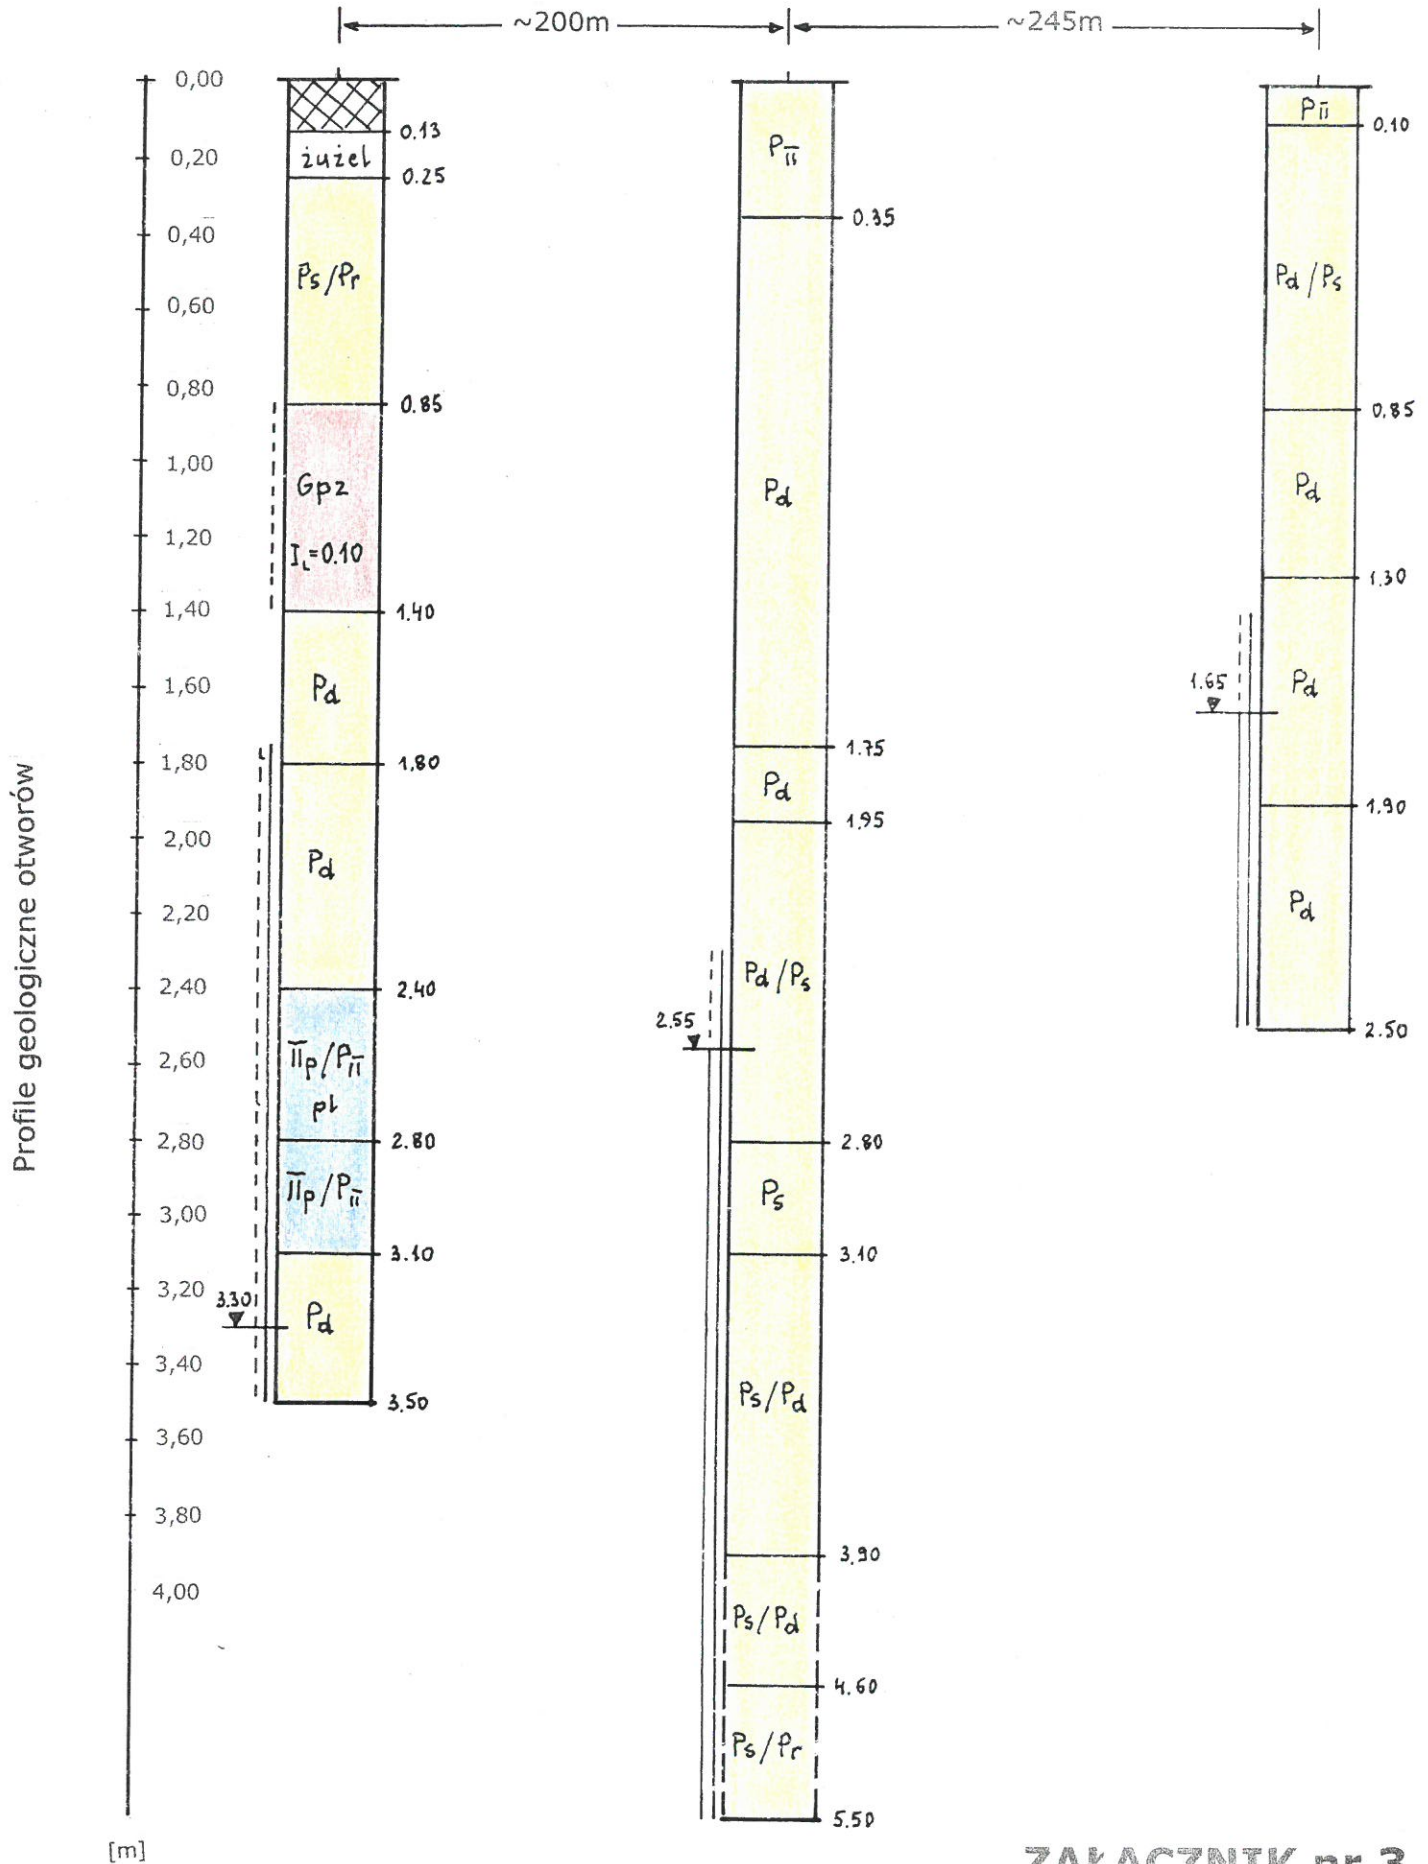 ~200m
~245m
0,00
0,20
0,40
0,60
0,80
1,00
1,20
1,40
1,60
1,80
2,00
2,20
2,40
2,60
2,80
3,00
3,20
3,40
3,60
3,80
4,00
[m]
Profile geologiczne otworów
0.13
żużel
0.25
Ps/Pr
0.85
Gpz
IL=0.10
1.40
Pd
1.80
Pd
2.40
πp/Pπ
pł
2.80
πp/Pπ
3.10
3.30
Pd
3.50
Pπ
0.35
Pd
1.75
Pd
1.95
Pd/Ps
2.55
2.80
Ps
3.10
Ps/Pd
3.90
Ps/Pd
4.60
Ps/Pr
5.50
Pπ
0.10
Pd/Ps
0.85
Pd
1.30
1.65
Pd
1.90
Pd
2.50
ZAŁĄCZNIK nr 3